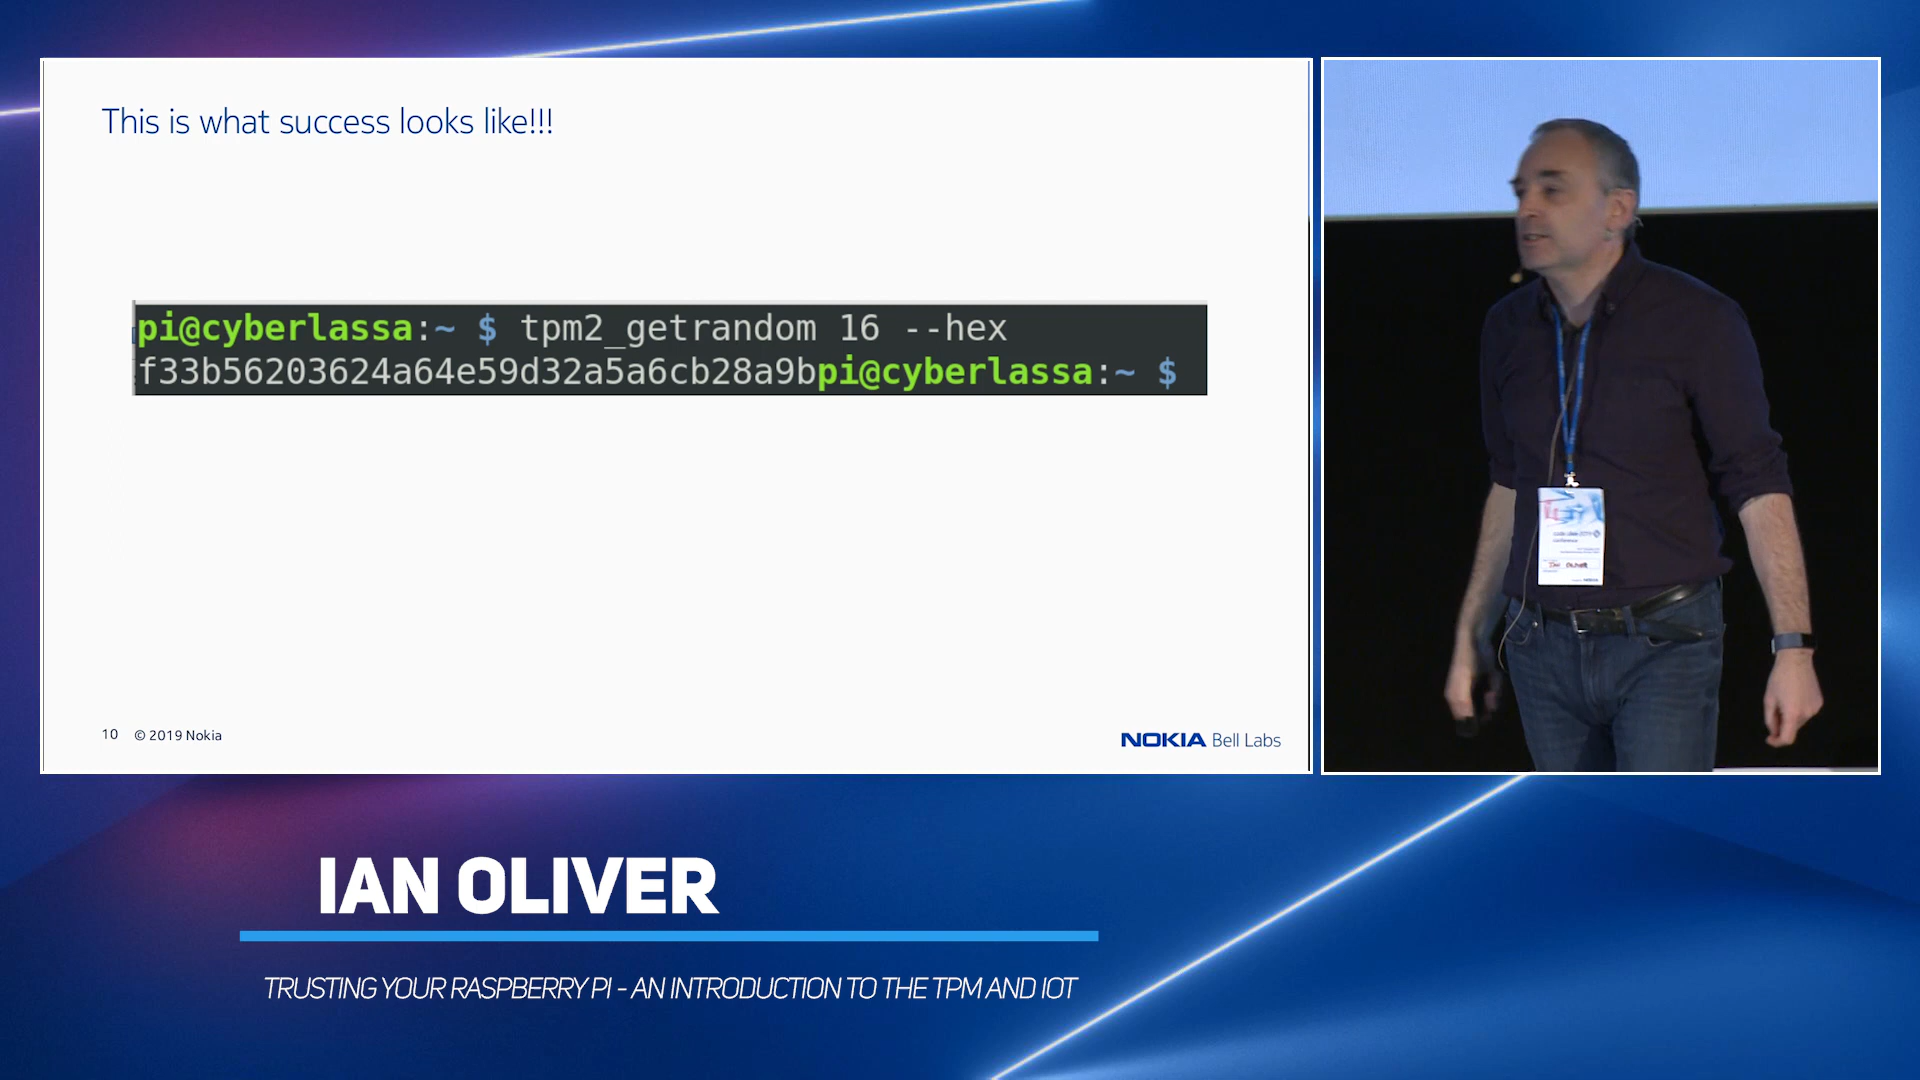 This is what success looks like!!!
pi@cyberlassa:~ $ tpm2_getrandom 16 --hex
f33b56203624a64e59d32a5a6cb28a9bpi@cyberlassa:~ $
10 © 2019 Nokia
NOKIA Bell Labs
IAN OLIVER
TRUSTING YOUR RASPBERRY PI - AN INTRODUCTION TO THE TPM AND IOT